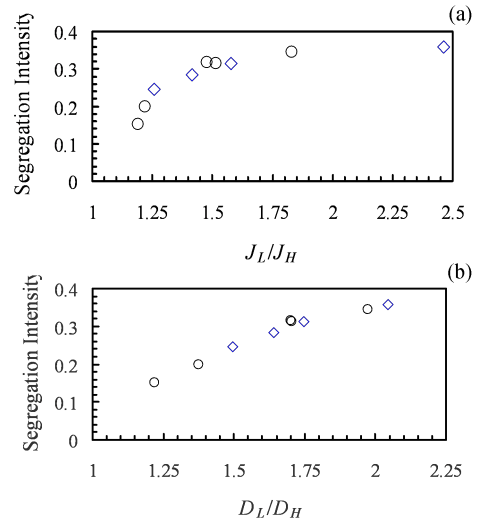 (a)
Segregation Intensity
0.4
0.3
0.2
0.1
0
1 1.25 1.5 1.75 2 2.25 2.5
J_L/J_H
(b)
Segregation Intensity
0.4
0.3
0.2
0.1
0
1 1.25 1.5 1.75 2 2.25
D_L/D_H